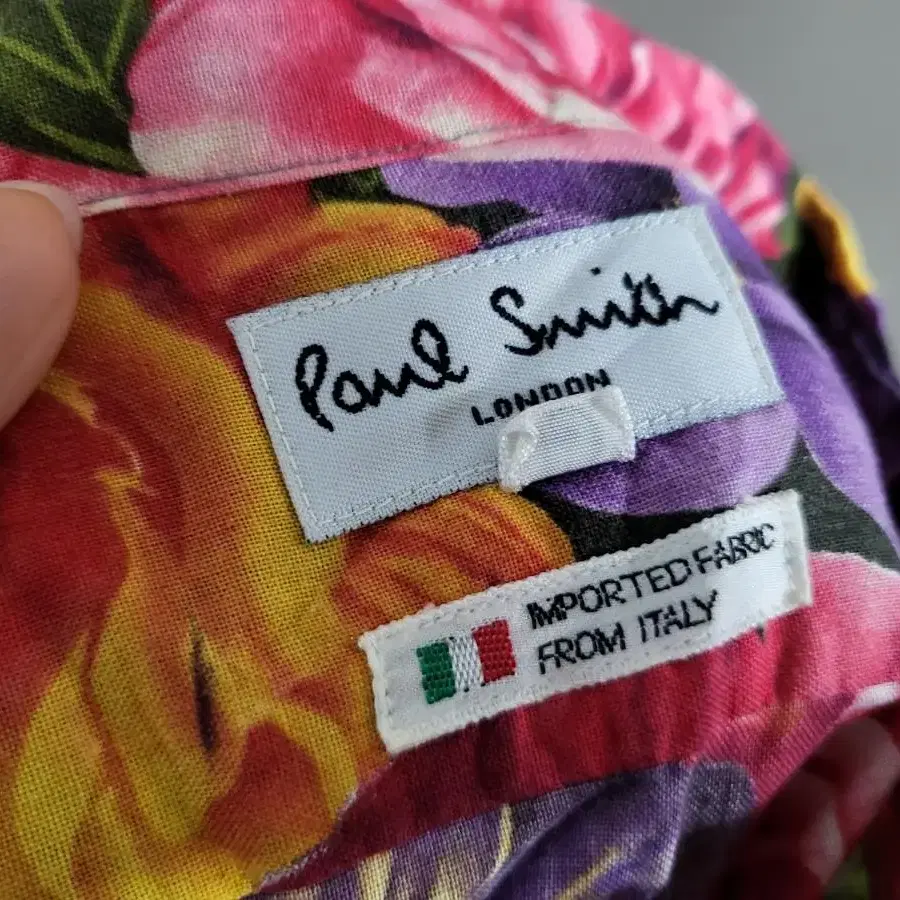 Paul Smith
LONDON
IMPORTED FABRIC
FROM ITALY